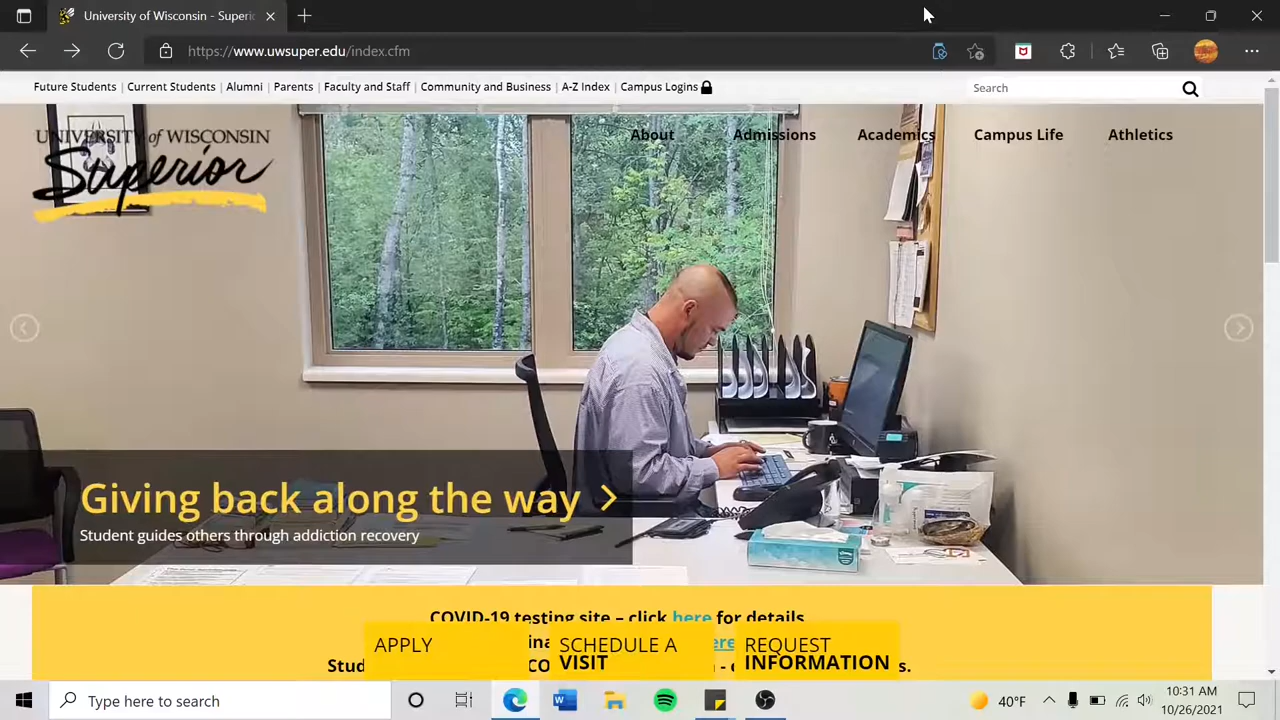 University of Wisconsin - Superi
https://www.uwsuper.edu/index.cfm
Future Students | Current Students | Alumni | Parents | Faculty and Staff | Community and Business | A-Z Index | Campus Logins
Search
UNIVERSITY of WISCONSIN
Superior
About Admissions Academics Campus Life Athletics
Giving back along the way
Student guides others through addiction recovery
COVID-19 testing site – click here for details
APPLY
SCHEDULE A
VISIT
REQUEST
INFORMATION
Type here to search
40°F
10:31 AM
10/26/2021